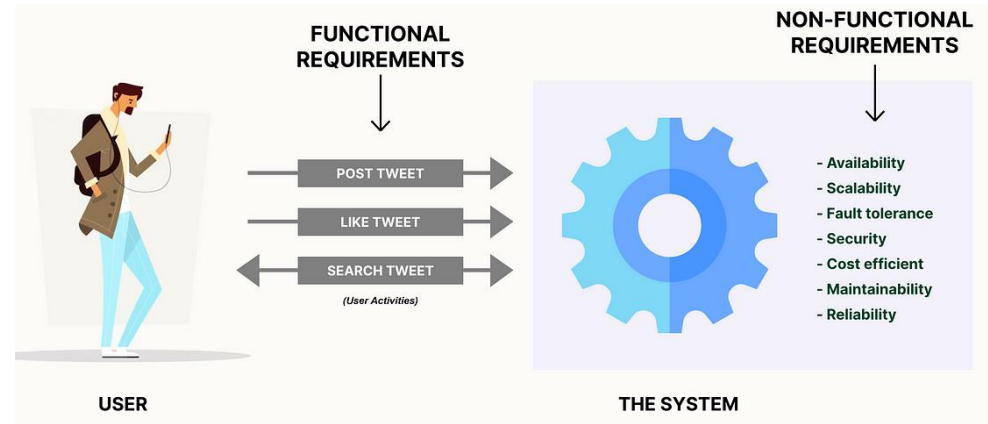 FUNCTIONAL
REQUIREMENTS
NON-FUNCTIONAL
REQUIREMENTS
POST TWEET
LIKE TWEET
SEARCH TWEET
(User Activities)
- Availability
- Scalability
- Fault tolerance
- Security
- Cost efficient
- Maintainability
- Reliability
USER
THE SYSTEM